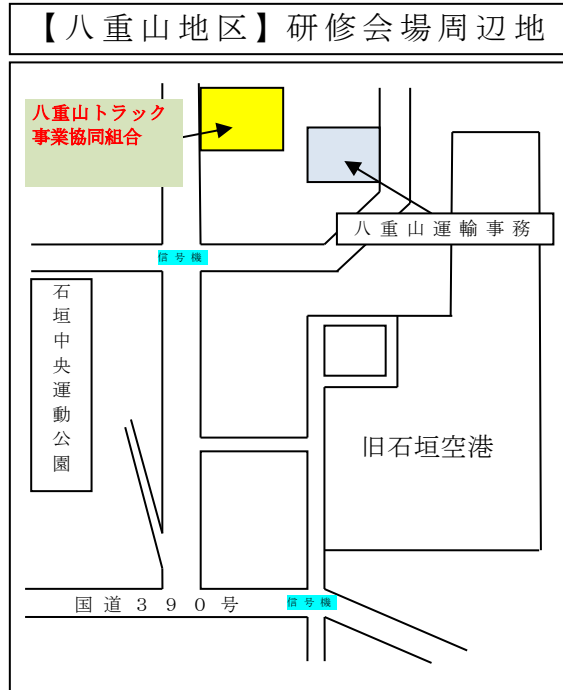 【八重山地区】研修会場周辺地
八重山トラック
事業協同組合
八重山運輸事務
信号機
石垣中央運動公園
旧石垣空港
国道３９０号
信号機